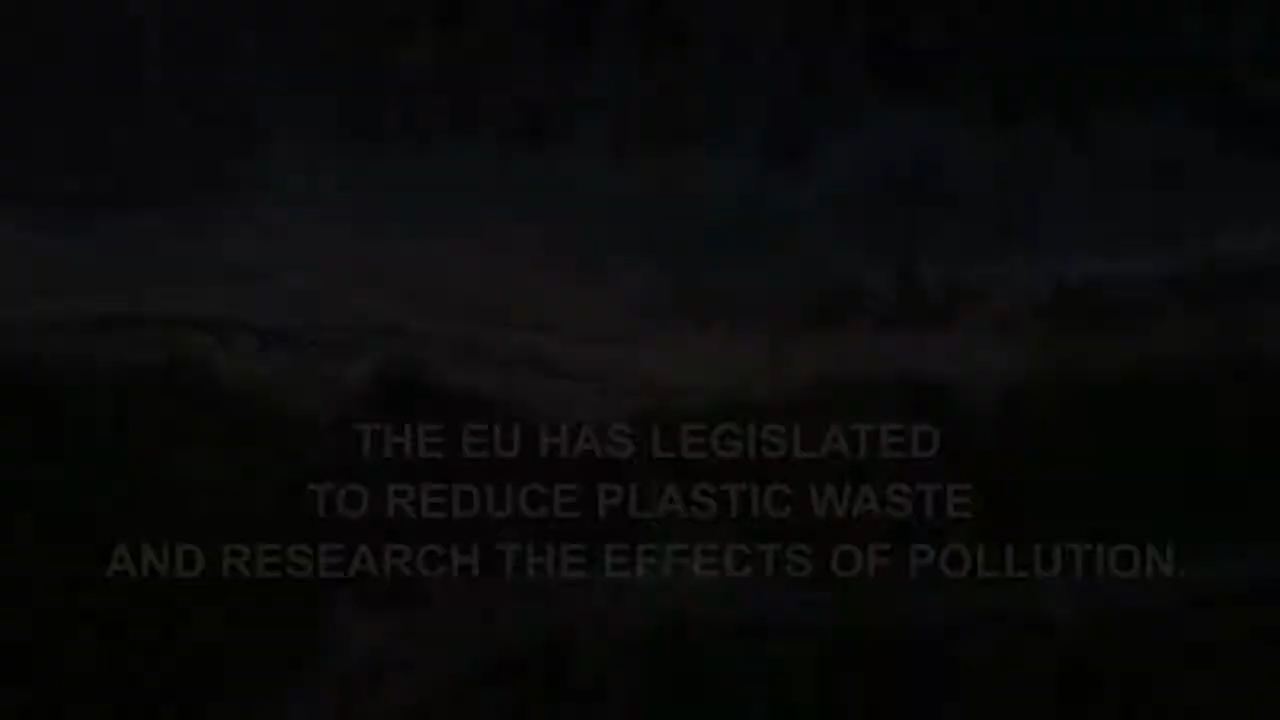 THE EU HAS LEGISLATED
TO REDUCE PLASTIC WASTE
AND RESEARCH THE EFFECTS OF POLLUTION.